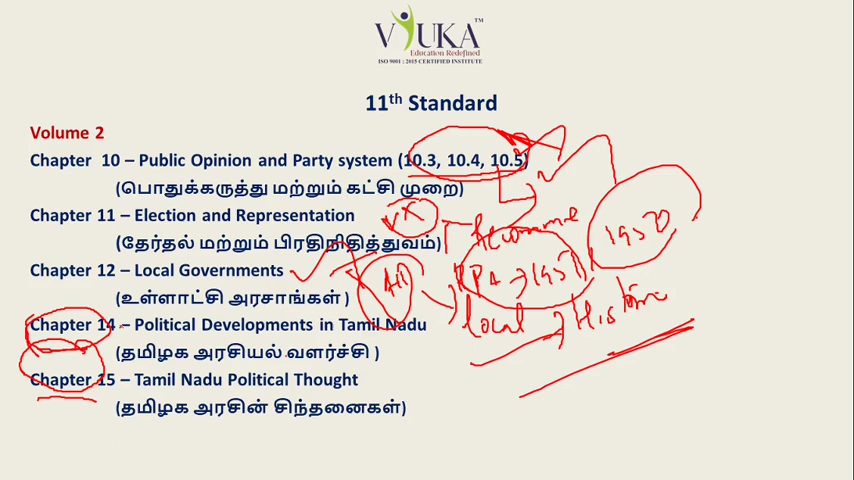 VIUKA™
Education Redefined
ISO 9001 : 2015 CERTIFIED INSTITUTE
11th Standard
Volume 2
Chapter 10 – Public Opinion and Party system (10.3, 10.4, 10.5)
(பொதுக்கருத்து மற்றும் கட்சி முறை)
Chapter 11 – Election and Representation
(தேர்தல் மற்றும் பிரதிநிதித்துவம்)
1950
Chapter 12 – Local Governments
All
RPA → 1951
(உள்ளாட்சி அரசாங்கள் )
Local → Historic
Chapter 14 – Political Developments in Tamil Nadu
(தமிழக அரசியல் வளர்ச்சி )
Chapter 15 – Tamil Nadu Political Thought
(தமிழக அரசின் சிந்தனைகள்)